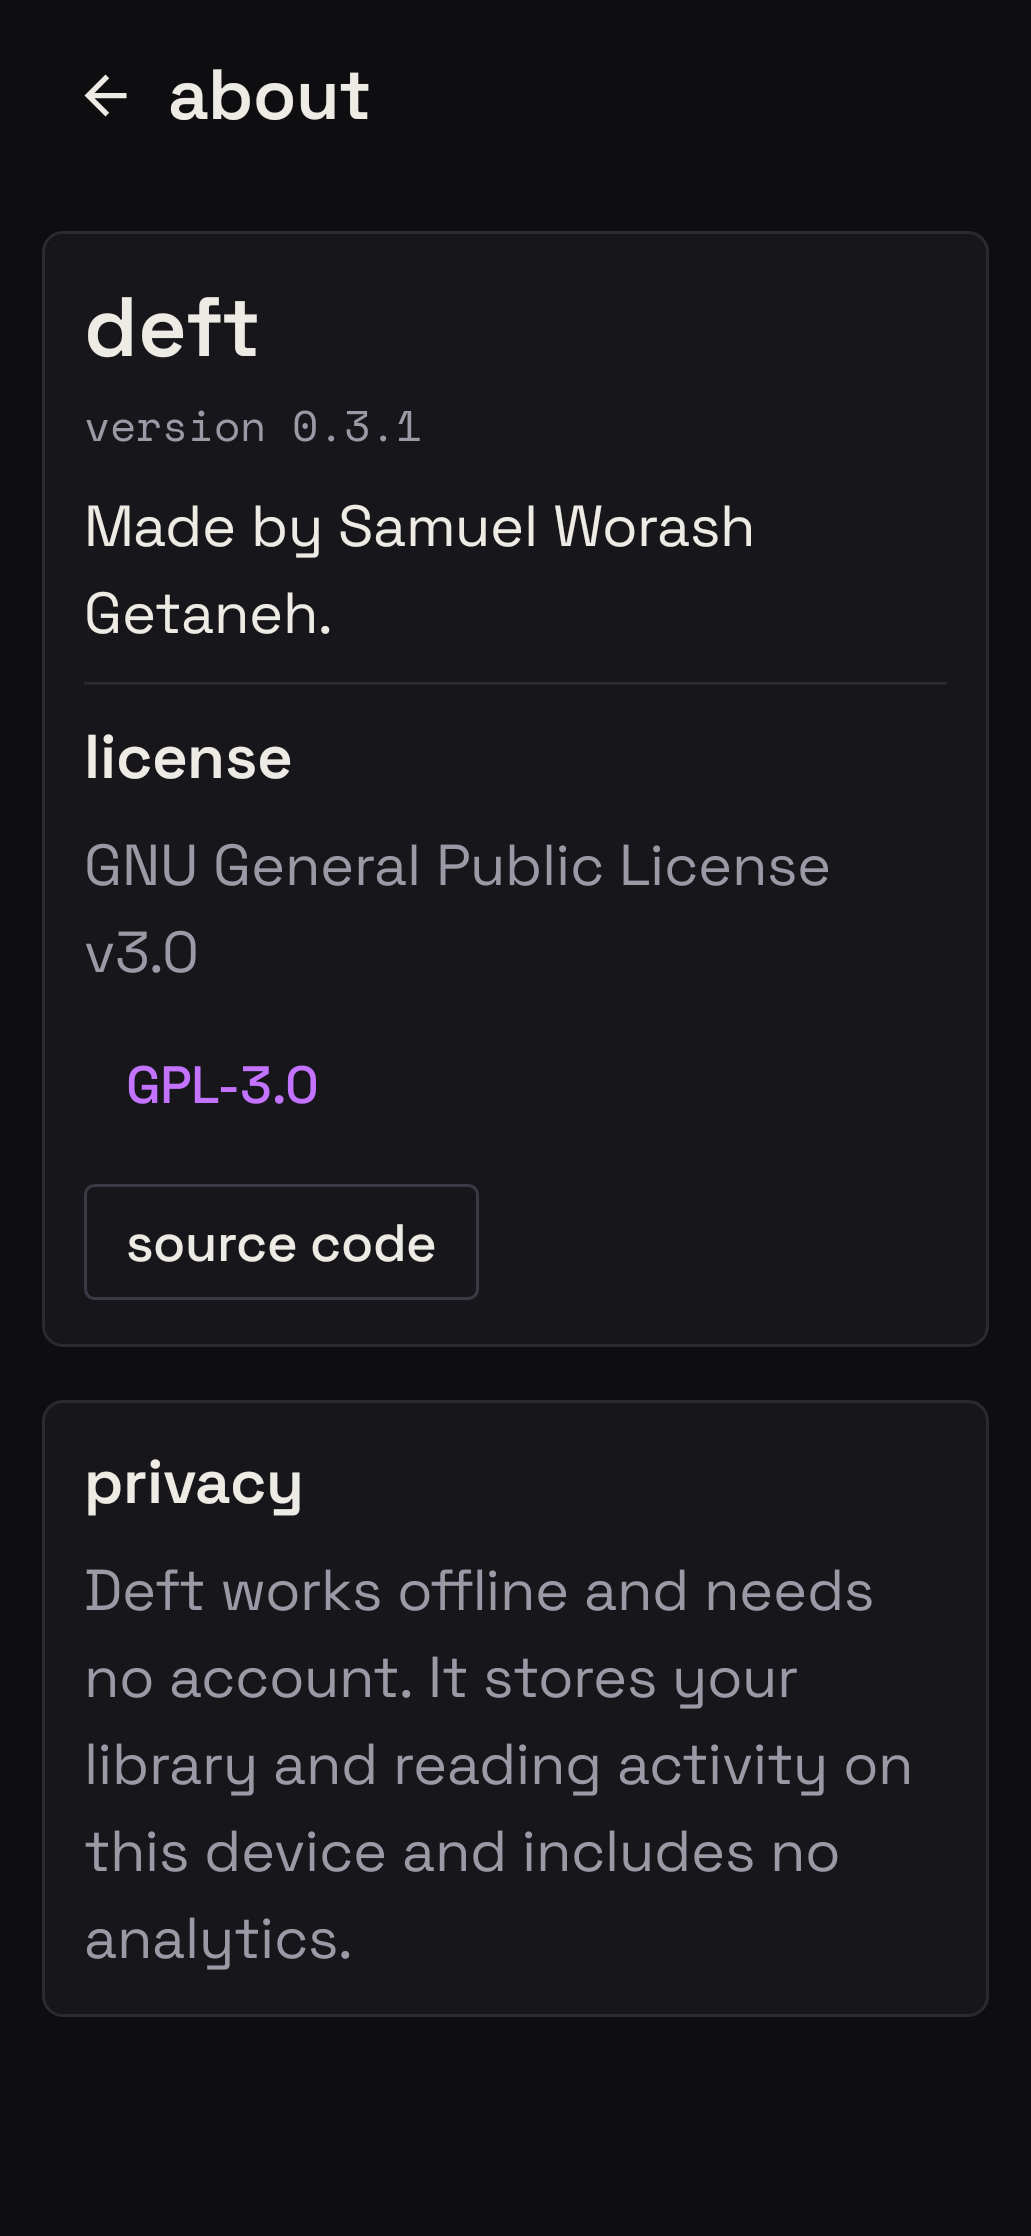 about
deft
version 0.3.1
Made by Samuel Worash
Getaneh.
license
GNU General Public License
v3.0
GPL-3.0
source code
privacy
Deft works offline and needs
no account. It stores your
library and reading activity on
this device and includes no
analytics.